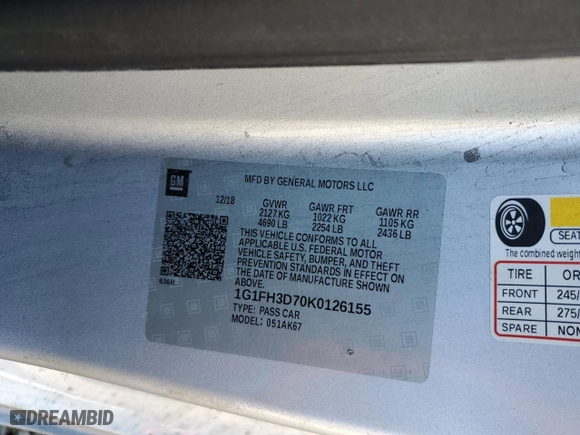 GM
MFD BY GENERAL MOTORS LLC
12/18
GVWR GAWR FRT GAWR RR
2127 KG 1022 KG 1105 KG
4690 LB 2254 LB 2436 LB
THIS VEHICLE CONFORMS TO ALL
APPLICABLE U.S. FEDERAL MOTOR
VEHICLE SAFETY, BUMPER, AND THEFT
PREVENTION STANDARDS IN EFFECT ON
THE DATE OF MANUFACTURE SHOWN
ABOVE.
636R
1G1FH3D70K0126155
TYPE: PASS CAR
MODEL: 051AK67
SEAT
The combined weight
TIRE OR
FRONT 245/
REAR 275/
SPARE NON
DREAMBID